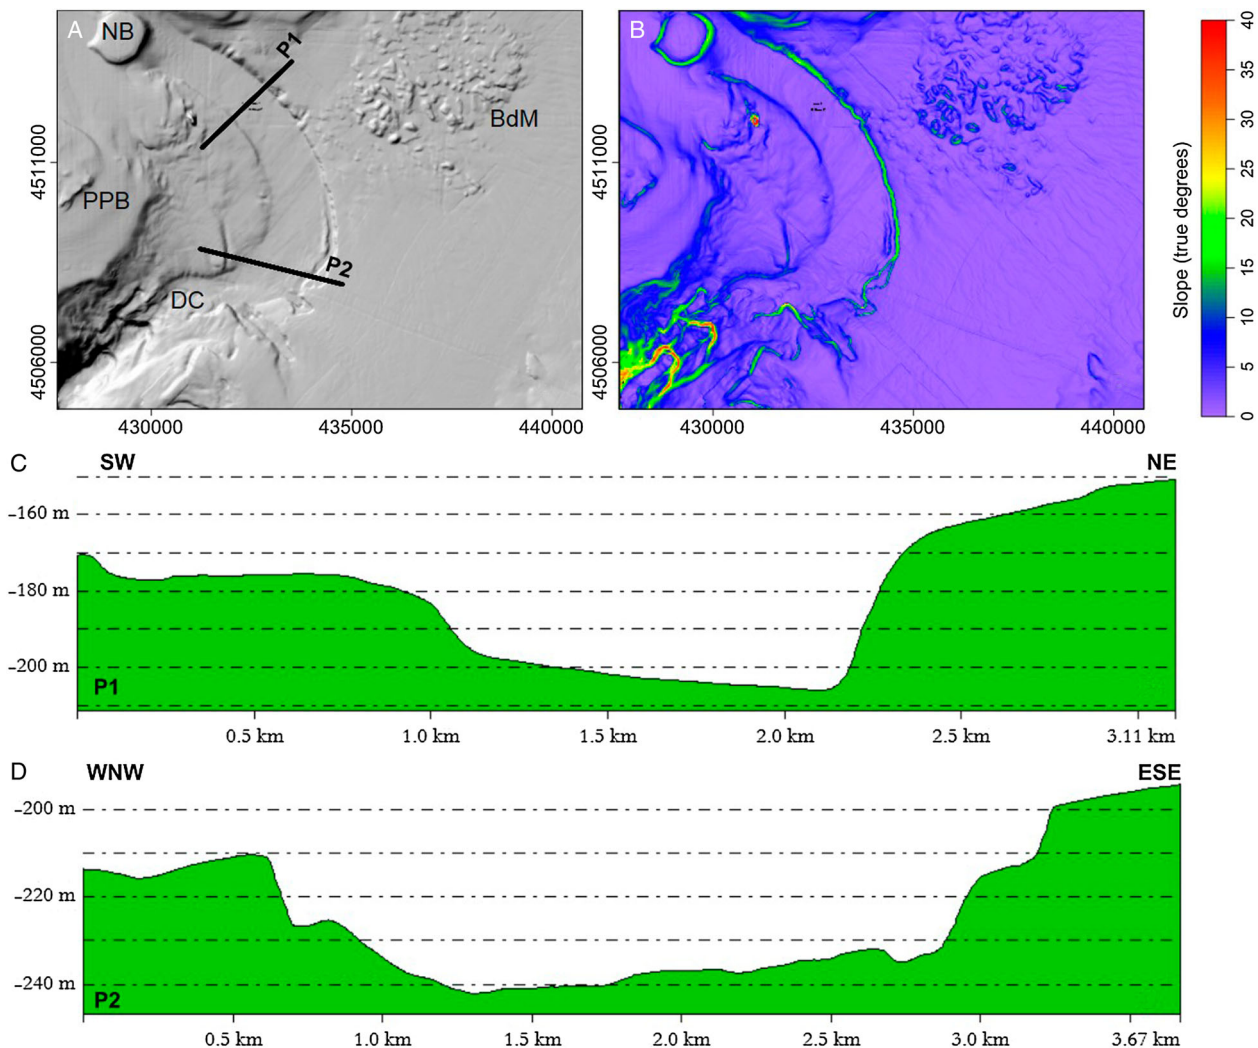 A
NB
P1
BdM
PPB
P2
DC
4511000
4506000
430000
435000
440000
B
430000
435000
440000
4511000
4506000
Slope (true degrees)
0
5
10
15
20
25
30
35
40
C
SW
NE
–160 m
–180 m
–200 m
P1
0.5 km
1.0 km
1.5 km
2.0 km
2.5 km
3.11 km
D
WNW
ESE
–200 m
–220 m
–240 m
P2
0.5 km
1.0 km
1.5 km
2.0 km
2.5 km
3.0 km
3.67 km